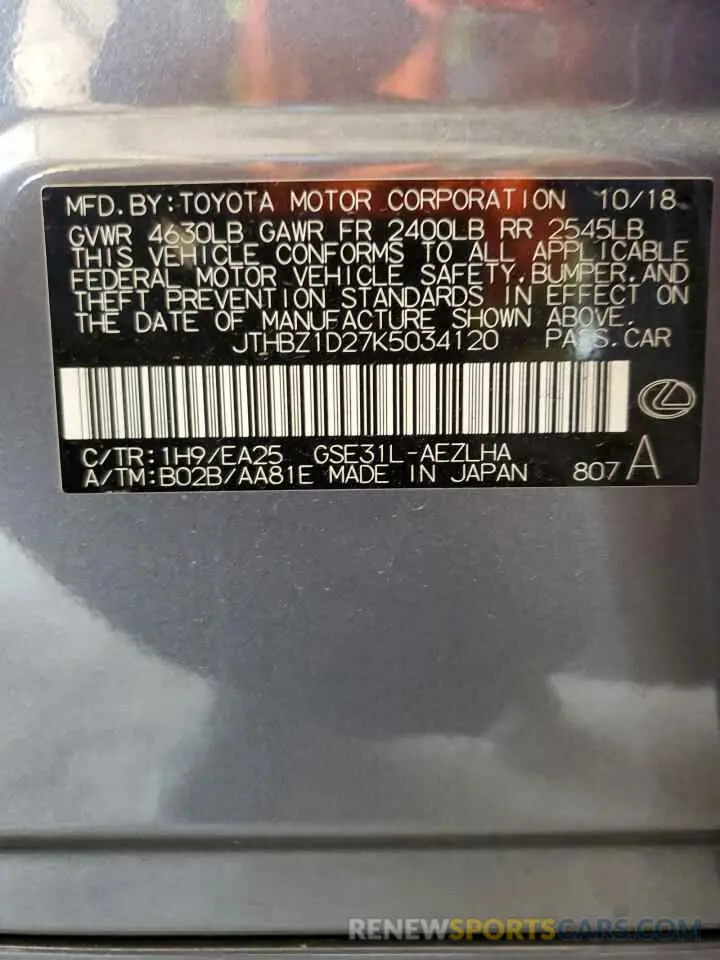 MFD. BY: TOYOTA MOTOR CORPORATION 10/18
GVWR 4630LB GAWR FR 2400LB RR 2545LB
THIS VEHICLE CONFORMS TO ALL APPLICABLE
FEDERAL MOTOR VEHICLE SAFETY, BUMPER, AND
THEFT PREVENTION STANDARDS IN EFFECT ON
THE DATE OF MANUFACTURE SHOWN ABOVE.
JTHBZ1D27K5034120 PASS. CAR
C/TR: 1H9/EA25 GSE31L-AEZLHA
A/TM: B02B/AA81E MADE IN JAPAN 807 A
RENEWSPORTSCARS.COM